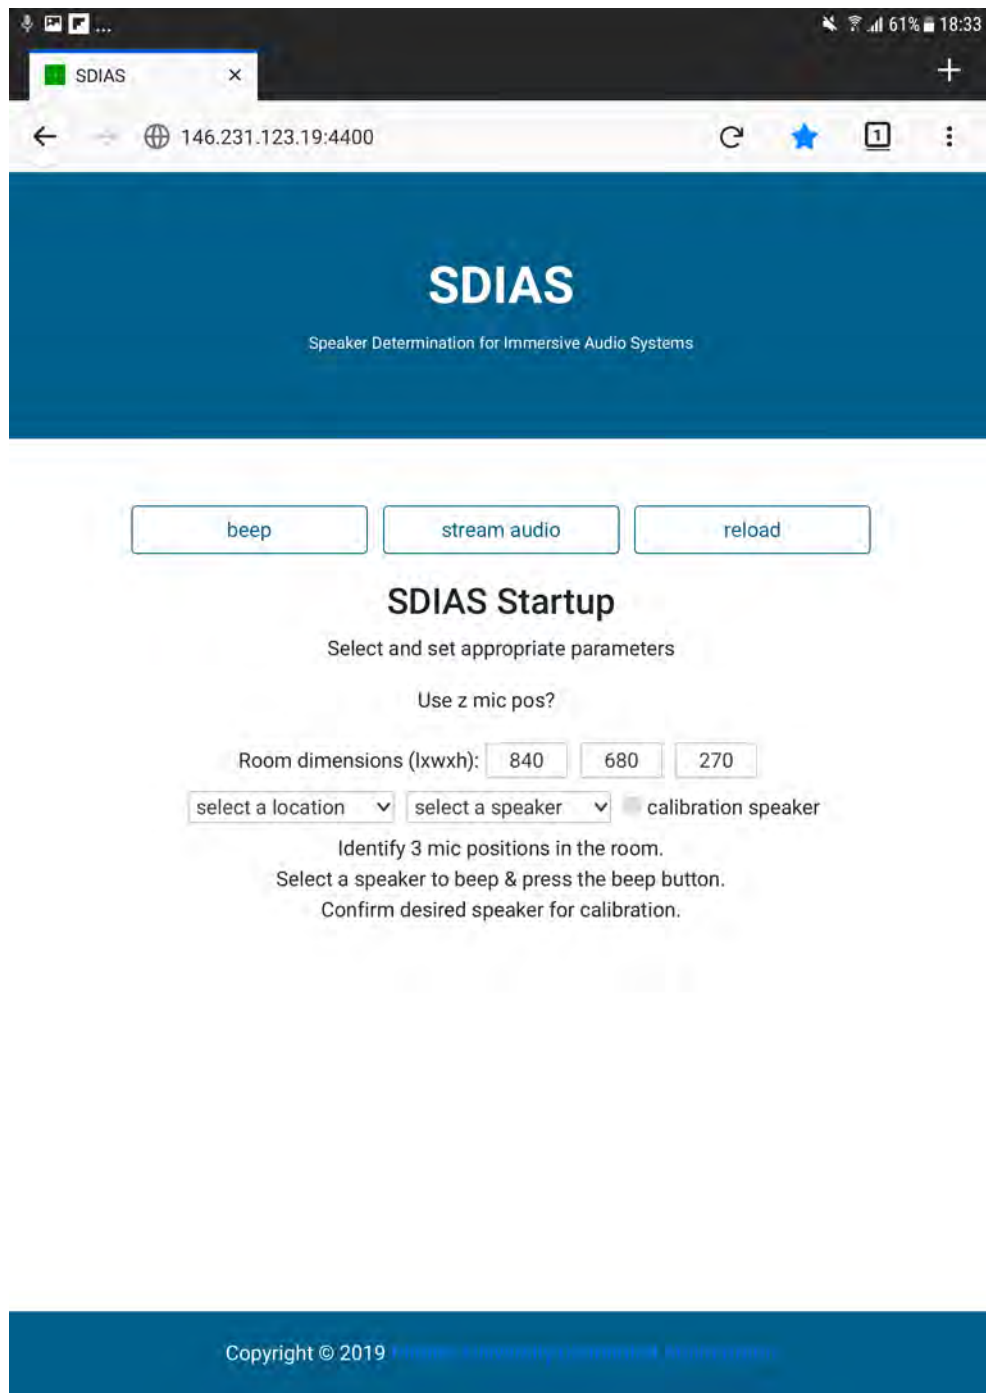 ... 61% 18:33
SDIAS ×
146.231.123.19:4400 1
SDIAS
Speaker Determination for Immersive Audio Systems
beep stream audio reload
SDIAS Startup
Select and set appropriate parameters
Use z mic pos?
Room dimensions (lxwxh): 840 680 270
select a location select a speaker calibration speaker
Identify 3 mic positions in the room.
Select a speaker to beep & press the beep button.
Confirm desired speaker for calibration.
Copyright © 2019